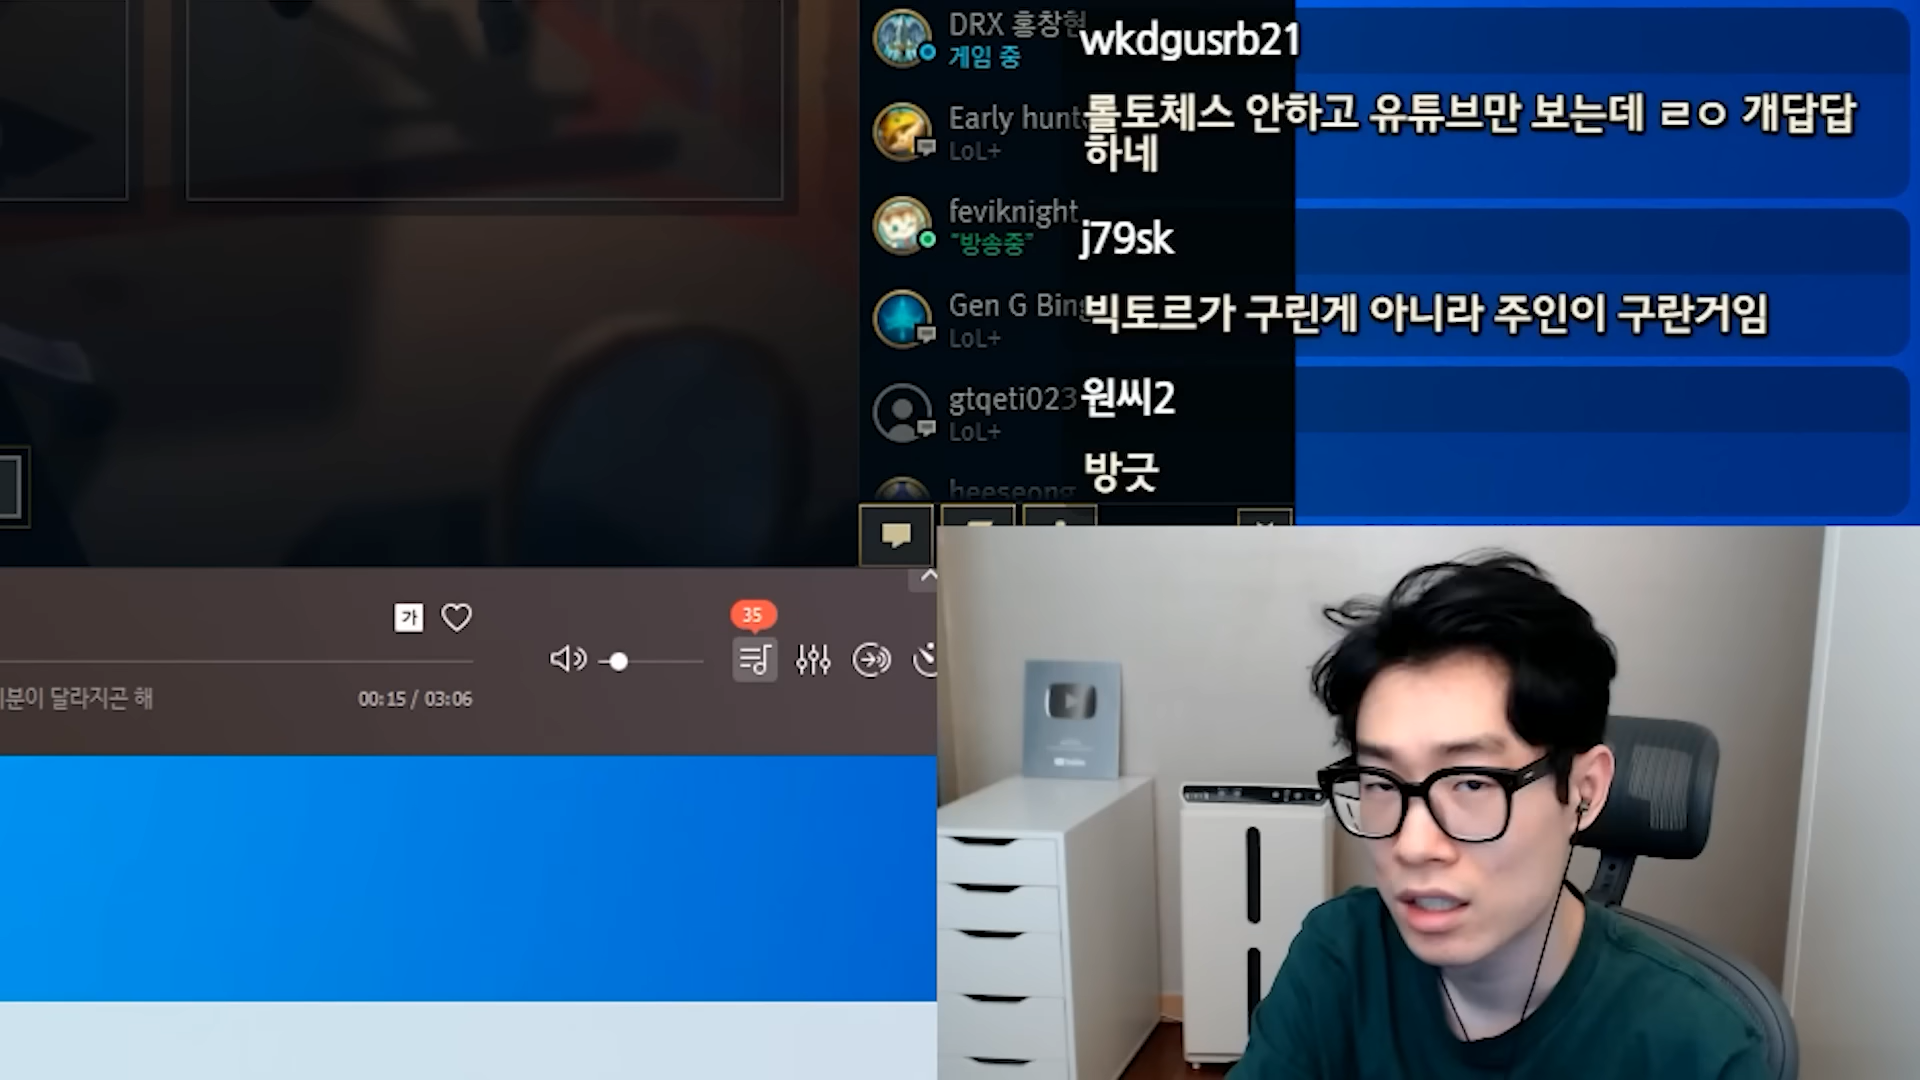 DRX 홍창현
게임 중
Early hunt
LoL+
feviknight
"방송중"
Gen G Bin
LoL+
gtqeti023
LoL+
heeseong
wkdgusrb21
롤토체스 안하고 유튜브만 보는데 ㄹㅇ 개답답
하네
j79sk
빅토르가 구린게 아니라 주인이 구란거임
원씨2
방긋
가
35
분이 달라지곤 해
00:15 / 03:06